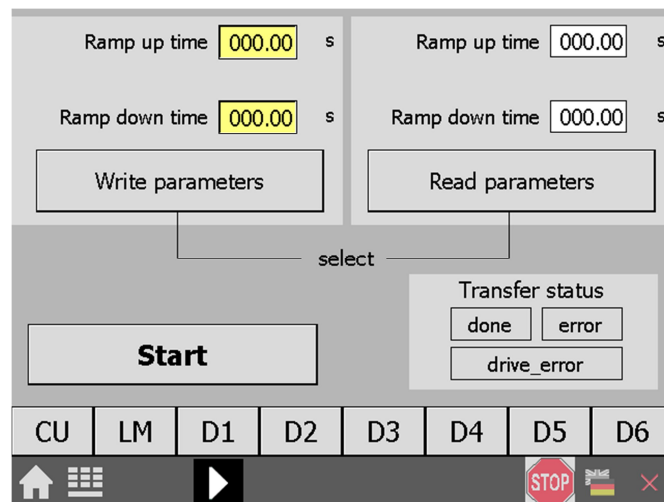 Ramp up time 000.00 s Ramp up time 000.00 s
Ramp down time 000.00 s Ramp down time 000.00 s
Write parameters Read parameters
select
Transfer status
done error
Start drive_error
CU LM D1 D2 D3 D4 D5 D6
STOP